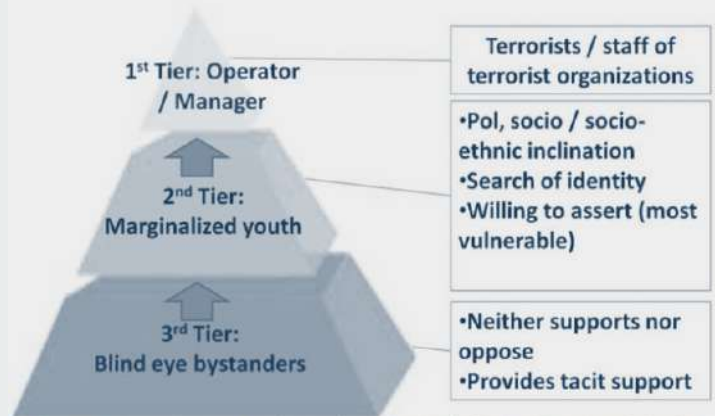 1st Tier: Operator
/ Manager
Terrorists / staff of
terrorist organizations
2nd Tier:
Marginalized youth
•Pol, socio / socio-
ethnic inclination
•Search of identity
•Willing to assert (most
vulnerable)
3rd Tier:
Blind eye bystanders
•Neither supports nor
oppose
•Provides tacit support